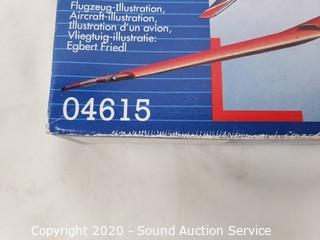 Flugzeug-Illustration,
Aircraft-illustration,
Illustration d'un avion,
Vliegtuig-illustratie:
Egbert Friedl
04615
Copyright 2020 - Sound Auction Service